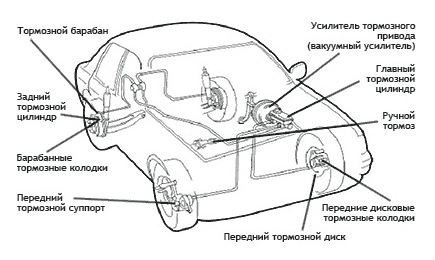 Тормозной барабан
Задний
тормозной
цилиндр
Барабанные
тормозные колодки
Передний
тормозной суппорт
Усилитель тормозного
привода
(вакуумный усилитель)
Главный
тормозной
цилиндр
Ручной
тормоз
Передние дисковые
тормозные колодки
Передний тормозной диск